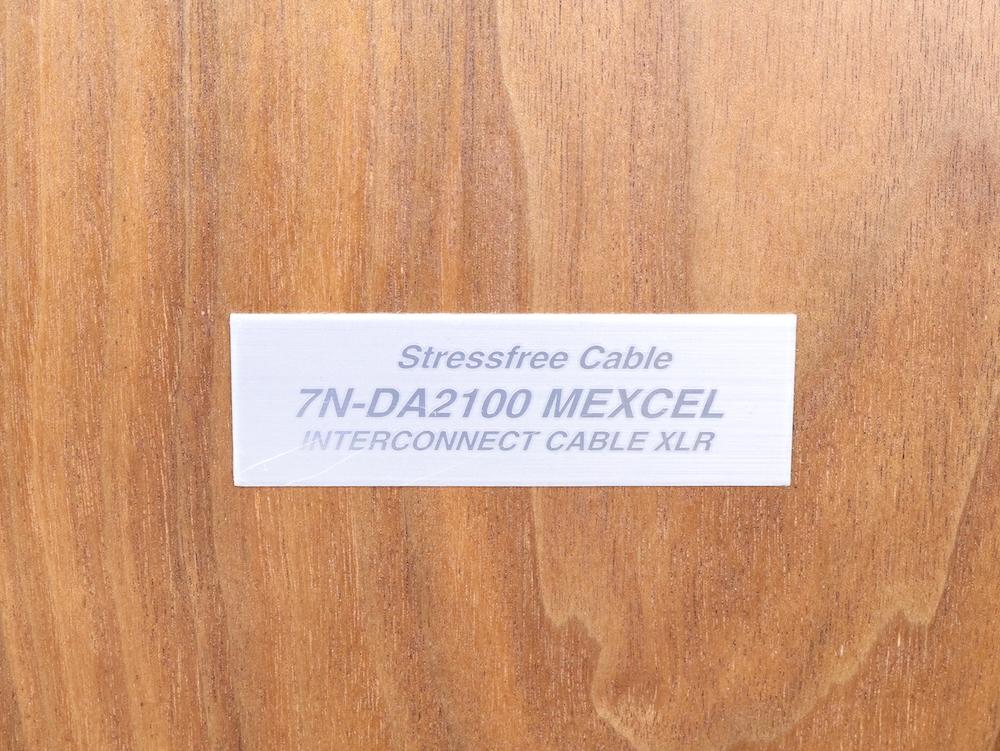 Stressfree Cable
7N-DA2100 MEXCEL
INTERCONNECT CABLE XLR